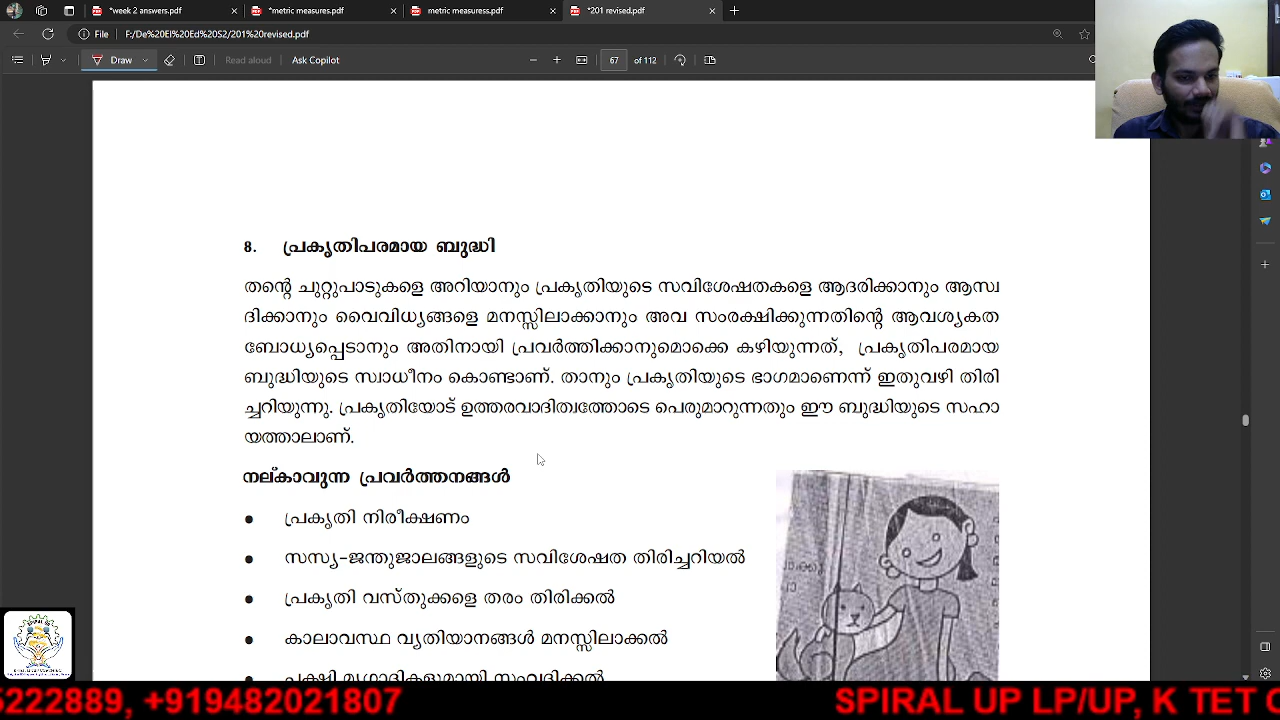 *week 2 answers.pdf
*metric measures.pdf
metric measuress.pdf
*201 revised.pdf
File
F:/De%20El%20Ed%20S2/201%20revised.pdf
Draw
Read aloud
Ask Copilot
67
of 112
8. പ്രകൃതിപരമായ ബുദ്ധി
തന്റെ ചുറ്റുപാടുകളെ അറിയാനും പ്രകൃതിയുടെ സവിശേഷതകളെ ആദരിക്കാനും ആസ്വ
ദിക്കാനും വൈവിധ്യങ്ങളെ മനസ്സിലാക്കാനും അവ സംരക്ഷിക്കുന്നതിന്റെ ആവശ്യകത
ബോധ്യപ്പെടാനും അതിനായി പ്രവർത്തിക്കാനുമൊക്കെ കഴിയുന്നത്, പ്രകൃതിപരമായ
ബുദ്ധിയുടെ സ്വാധീനം കൊണ്ടാണ്. താനും പ്രകൃതിയുടെ ഭാഗമാണെന്ന് ഇതുവഴി തിരി
ച്ചറിയുന്നു. പ്രകൃതിയോട് ഉത്തരവാദിത്വത്തോടെ പെരുമാറുന്നതും ഈ ബുദ്ധിയുടെ സഹാ
യത്താലാണ്.
നല്കാവുന്ന പ്രവർത്തനങ്ങൾ
• പ്രകൃതി നിരീക്ഷണം
• സസ്യ-ജന്തുജാലങ്ങളുടെ സവിശേഷത തിരിച്ചറിയൽ
• പ്രകൃതി വസ്തുക്കളെ തരം തിരിക്കൽ
• കാലാവസ്ഥ വ്യതിയാനങ്ങൾ മനസ്സിലാക്കൽ
• പക്ഷി മൃഗാദികളുമായി സംവദിക്കൽ
5222889, +919482021807
SPIRAL UP LP/UP, K TET